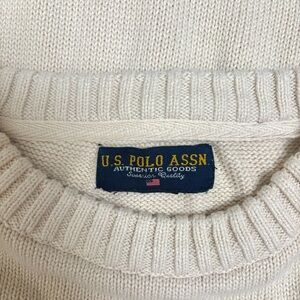 U.S. POLO ASSN
AUTHENTIC GOODS
Superior Quality